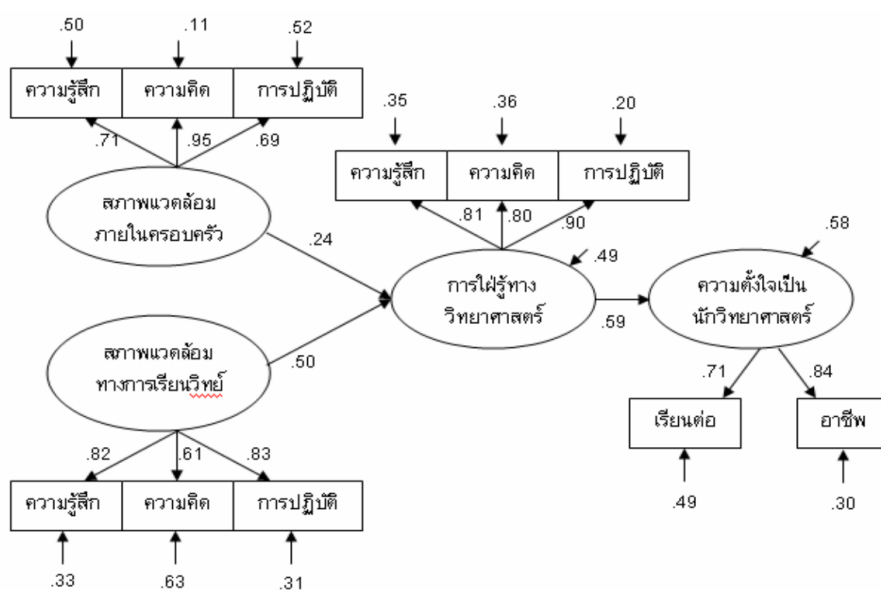 .50 .11 .52
ความรู้สึก ความคิด การปฏิบัติ
.71 .95 .69
สภาพแวดล้อม
ภายในครอบครัว
.24
.35 .36 .20
ความรู้สึก ความคิด การปฏิบัติ
.81 .80 .90
.49
การใฝ่รู้ทาง
วิทยาศาสตร์
.59
.58
ความตั้งใจเป็น
นักวิทยาศาสตร์
.71 .84
เรียนต่อ อาชีพ
.49 .30
สภาพแวดล้อม
ทางการเรียนวิทย์
.50
.82 .61 .83
ความรู้สึก ความคิด การปฏิบัติ
.33 .63 .31